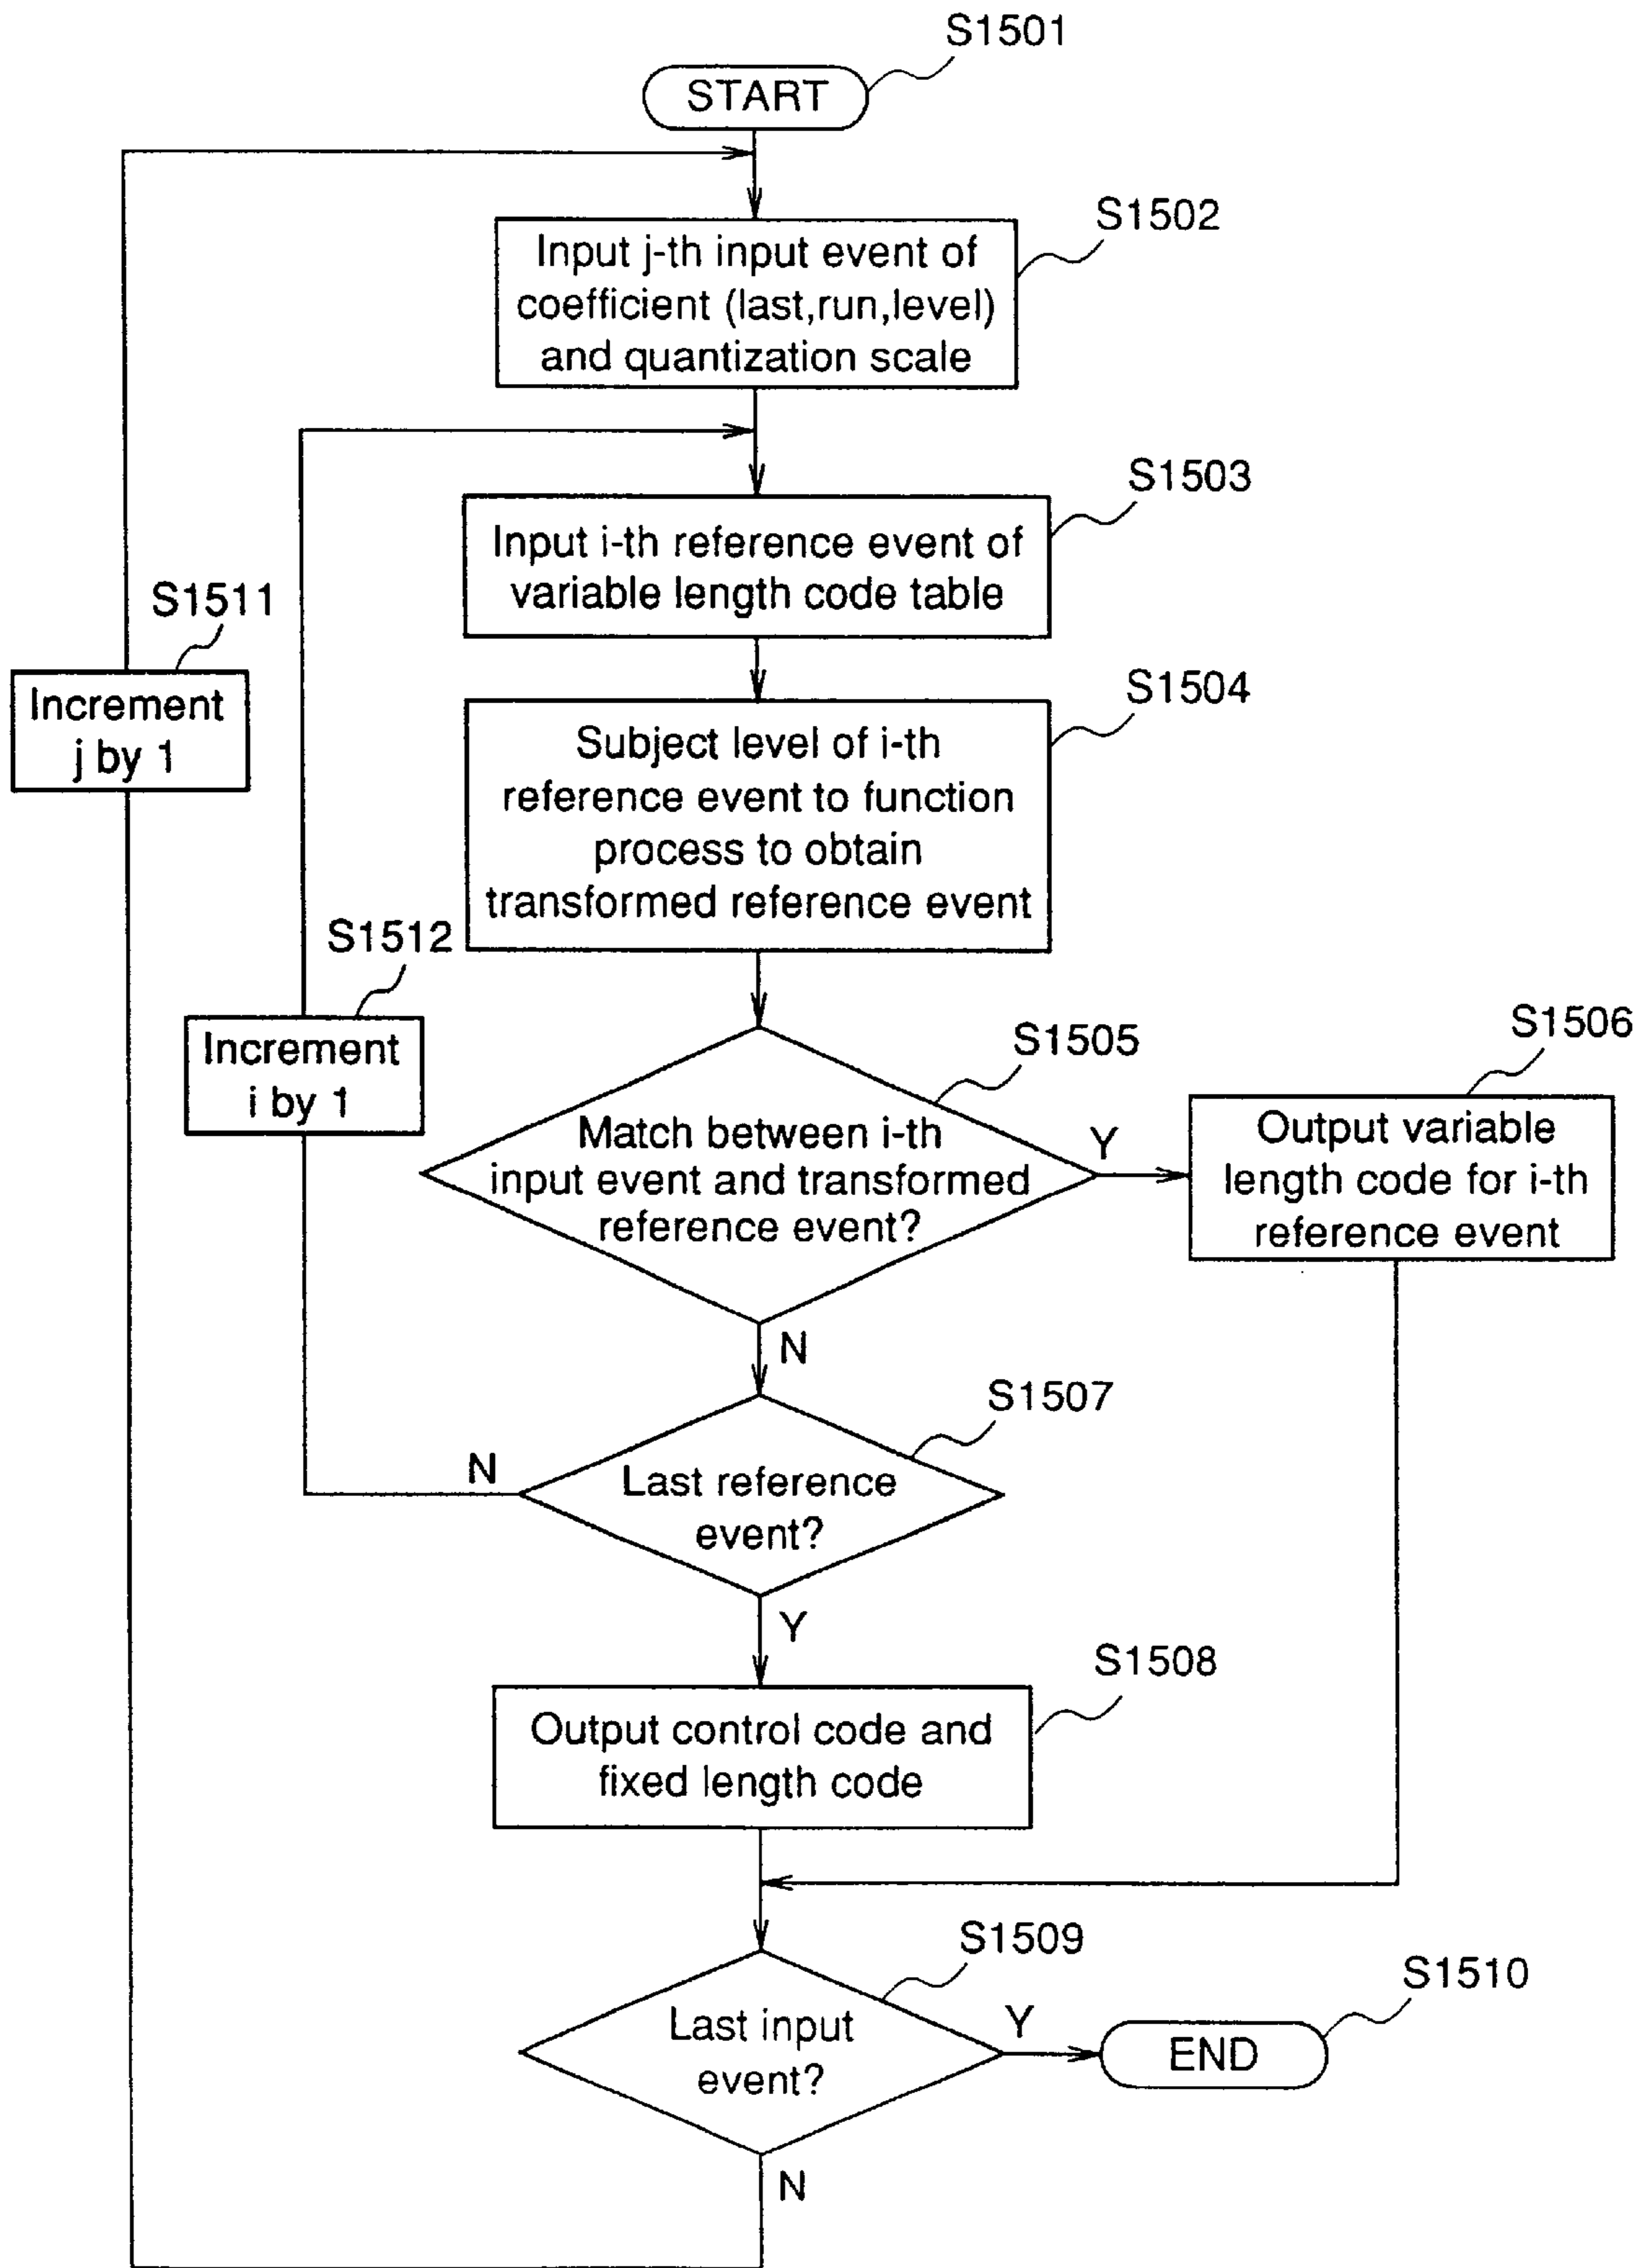 S1501
START
S1502
Input j-th input event of
coefficient (last,run,level)
and quantization scale
S1503
Input i-th reference event of
variable length code table
S1511
Increment
j by 1
S1504
Subject level of i-th
reference event to function
process to obtain
transformed reference event
S1512
Increment
i by 1
S1505
Match between i-th
input event and transformed
reference event?
Y
S1506
Output variable
length code for i-th
reference event
N
S1507
Last reference
event?
N
Y
S1508
Output control code and
fixed length code
S1509
Last input
event?
Y
S1510
END
N